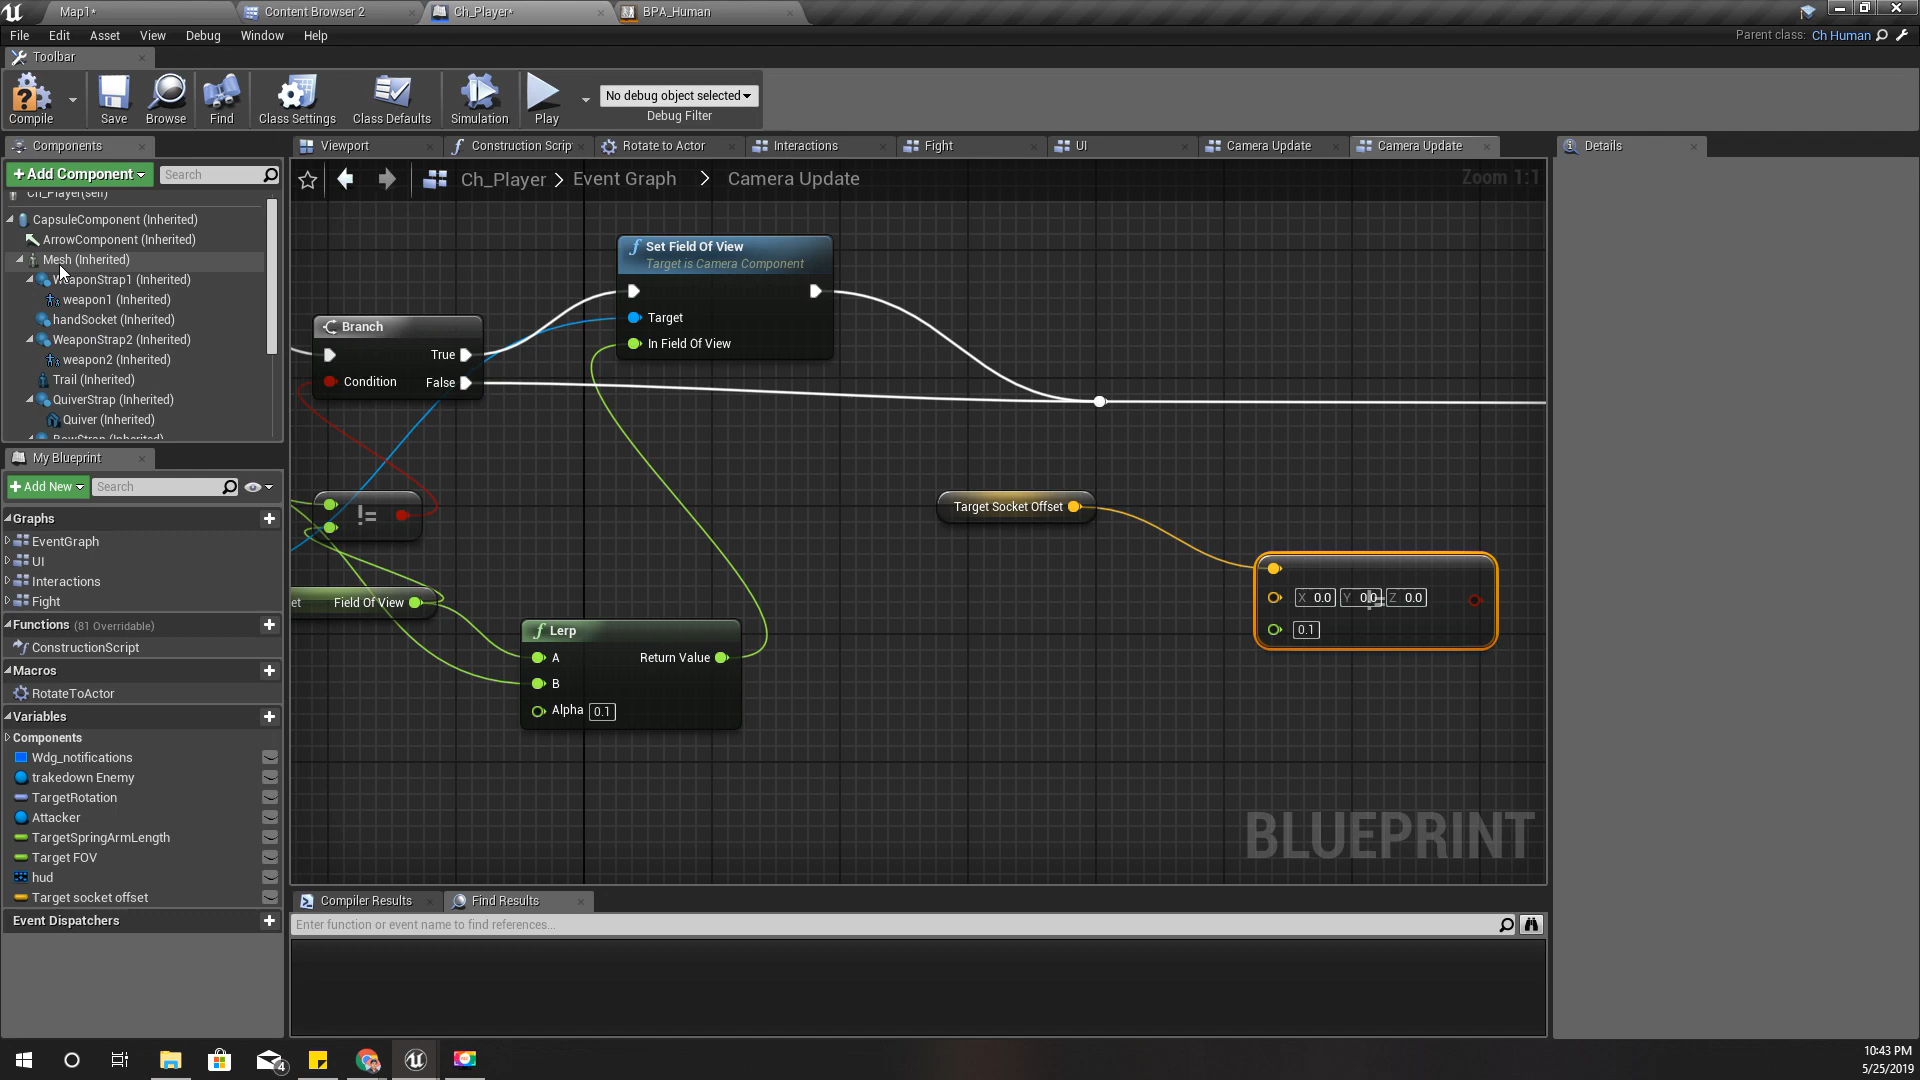 Map1*
Content Browser 2
Ch_Player*
BPA_Human
File Edit Asset View Debug Window Help
Parent class: Ch Human
Toolbar
Compile
Save
Browse
Find
Class Settings
Class Defaults
Simulation
Play
No debug object selected
Debug Filter
Components
+Add Component
Search
Ch_Player(self)
CapsuleComponent (Inherited)
ArrowComponent (Inherited)
Mesh (Inherited)
WeaponStrap1 (Inherited)
weapon1 (Inherited)
handSocket (Inherited)
WeaponStrap2 (Inherited)
weapon2 (Inherited)
Trail (Inherited)
QuiverStrap (Inherited)
Quiver (Inherited)
BowStrap (Inherited)
My Blueprint
+Add New
Search
Graphs
EventGraph
UI
Interactions
Fight
Functions (81 Overridable)
ConstructionScript
Macros
RotateToActor
Variables
Components
Wdg_notifications
trakedown Enemy
TargetRotation
Attacker
TargetSpringArmLength
Target FOV
hud
Target socket offset
Event Dispatchers
Viewport
Construction Scrip
Rotate to Actor
Interactions
Fight
UI
Camera Update
Camera Update
Ch_Player > Event Graph > Camera Update
Zoom 1:1
Set Field Of View
Target is Camera Component
Target
In Field Of View
Branch
True
Condition
False
!=
et Field Of View
Lerp
A
Return Value
B
Alpha 0.1
Target Socket Offset
X 0.0 Y 0.0 Z 0.0
!=
0.1
BLUEPRINT
Compiler Results
Find Results
Enter function or event name to find references...
Details
4
10:43 PM
5/25/2019